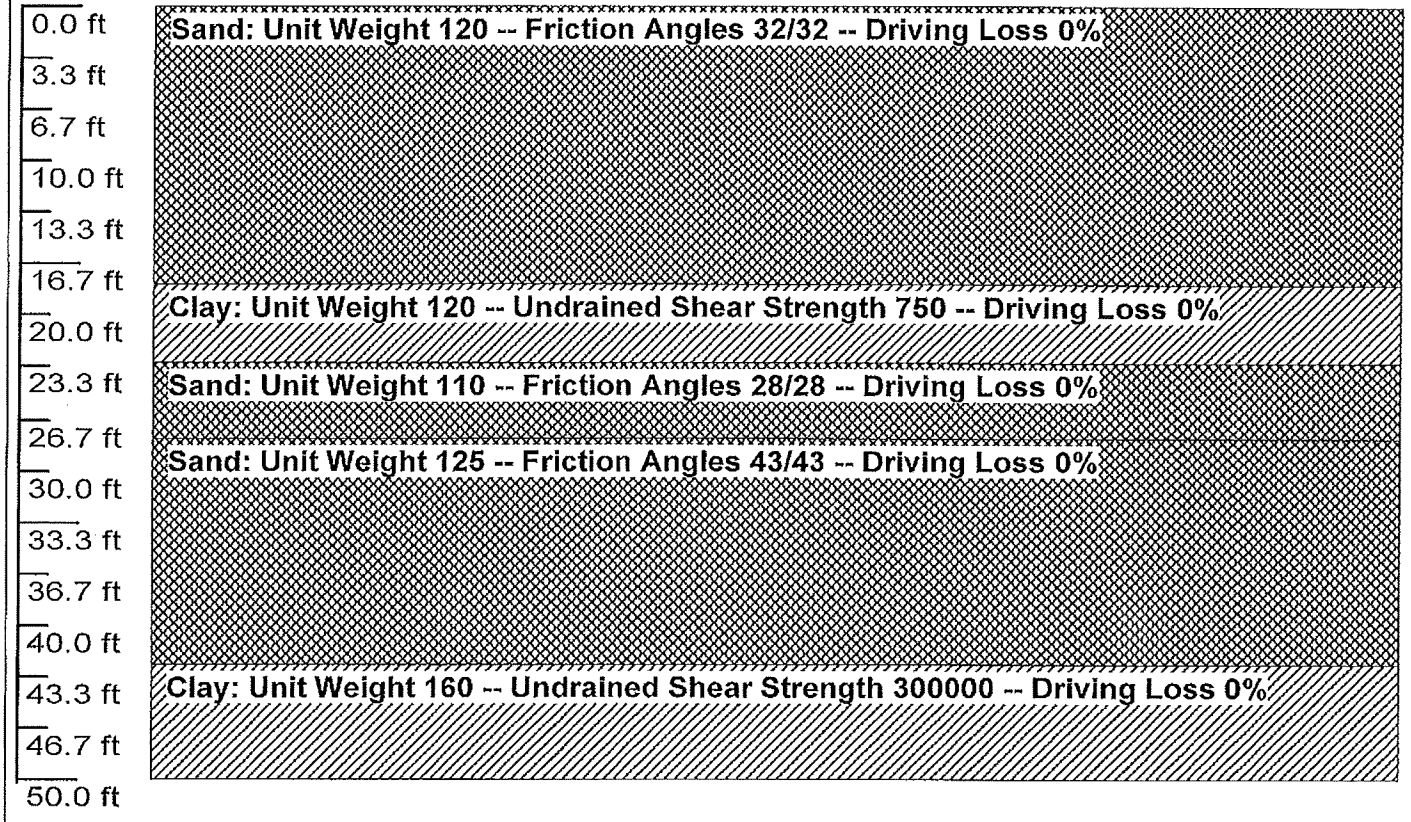 0.0 ft
Sand: Unit Weight 120 -- Friction Angles 32/32 -- Driving Loss 0%
3.3 ft
6.7 ft
10.0 ft
13.3 ft
16.7 ft
Clay: Unit Weight 120 -- Undrained Shear Strength 750 -- Driving Loss 0%
20.0 ft
23.3 ft
Sand: Unit Weight 110 -- Friction Angles 28/28 -- Driving Loss 0%
26.7 ft
Sand: Unit Weight 125 -- Friction Angles 43/43 -- Driving Loss 0%
30.0 ft
33.3 ft
36.7 ft
40.0 ft
43.3 ft
Clay: Unit Weight 160 -- Undrained Shear Strength 300000 -- Driving Loss 0%
46.7 ft
50.0 ft